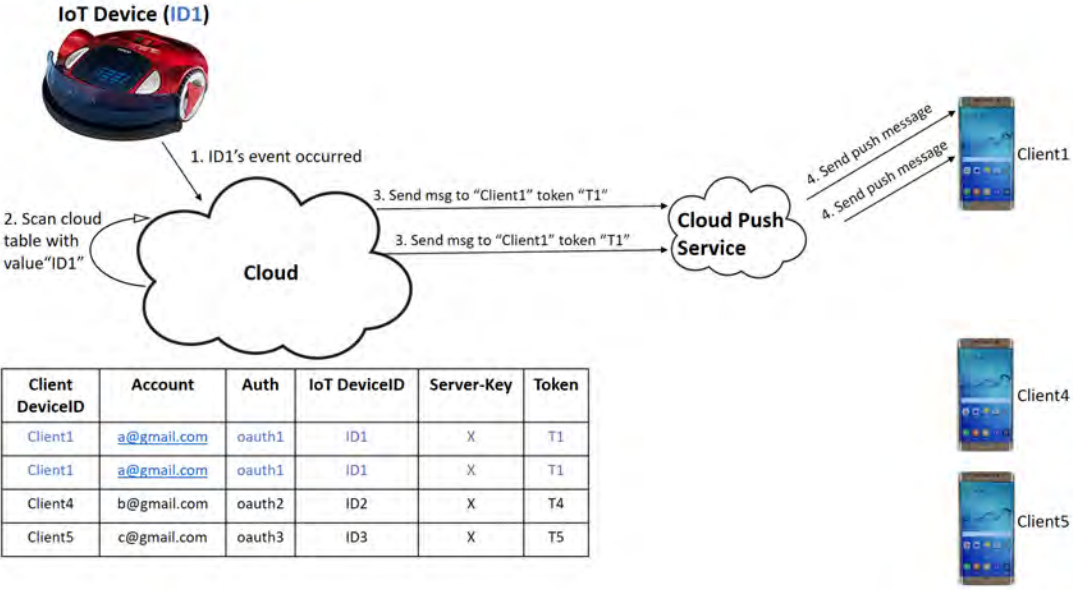 IoT Device (ID1)
1. ID1's event occurred
2. Scan cloud
table with
value"ID1"
Cloud
3. Send msg to "Client1" token "T1"
3. Send msg to "Client1" token "T1"
Cloud Push
Service
4. Send push message
4. Send push message
Client1
Client4
Client5
Client DeviceID Account Auth IoT DeviceID Server-Key Token
Client1 a@gmail.com oauth1 ID1 X T1
Client1 a@gmail.com oauth1 ID1 X T1
Client4 b@gmail.com oauth2 ID2 X T4
Client5 c@gmail.com oauth3 ID3 X T5